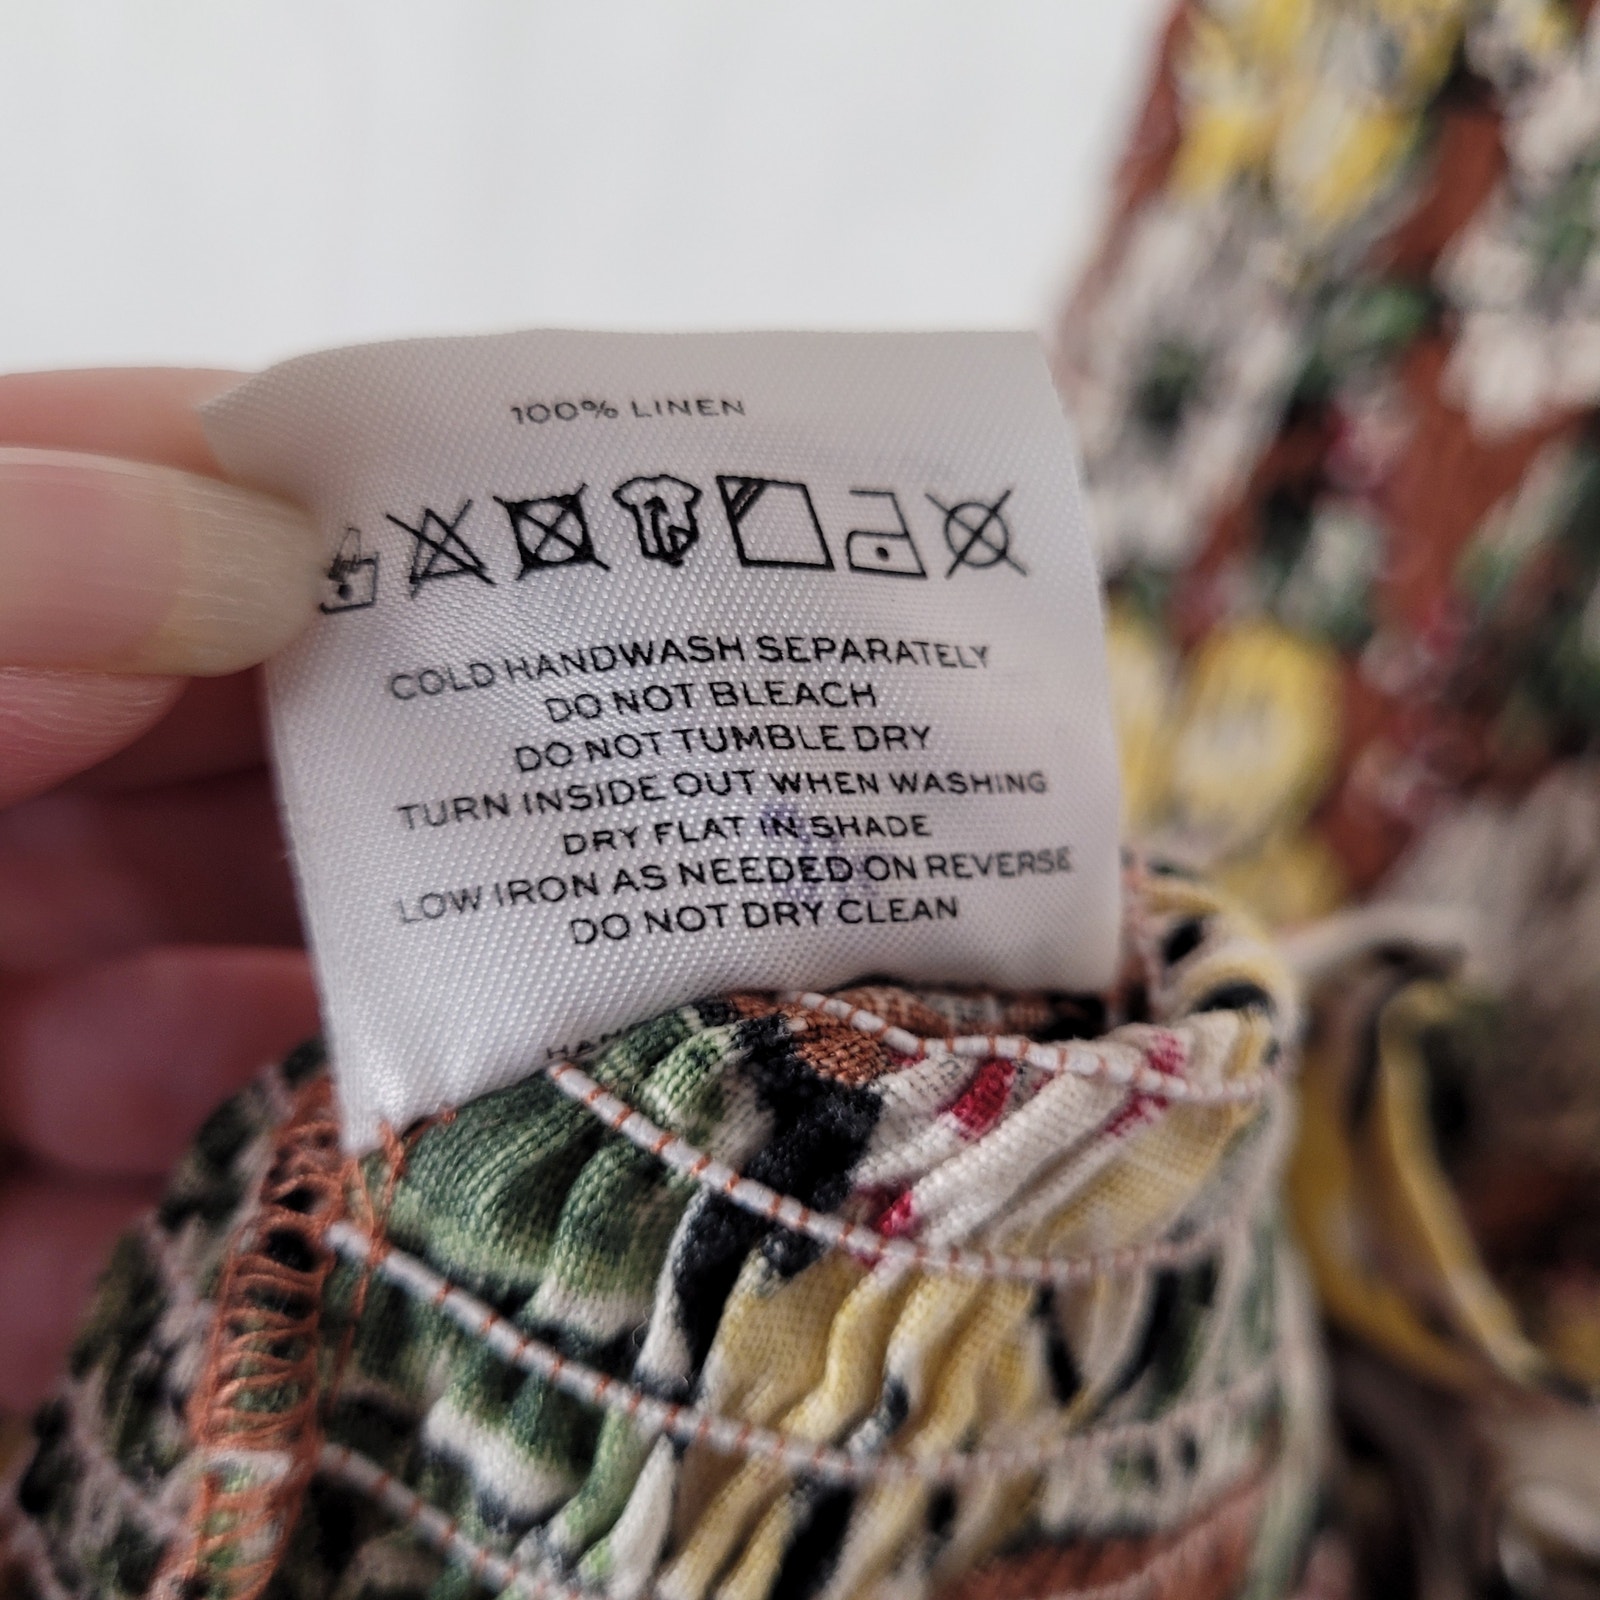 100% LINEN
COLD HANDWASH SEPARATELY
DO NOT BLEACH
DO NOT TUMBLE DRY
TURN INSIDE OUT WHEN WASHING
DRY FLAT IN SHADE
LOW IRON AS NEEDED ON REVERSE
DO NOT DRY CLEAN